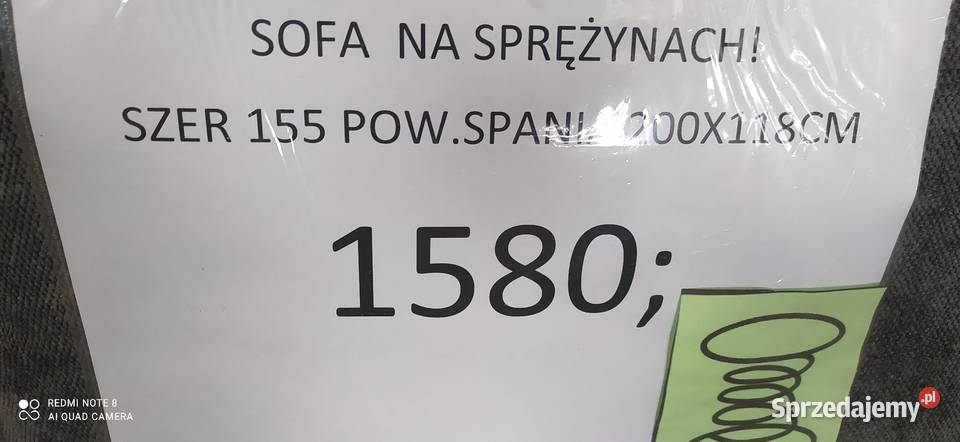 SOFA NA SPRĘŻYNACH!
SZER 155 POW.SPANIA 200X118CM
1580;
REDMI NOTE 8
AI QUAD CAMERA
Sprzedajemy.pl